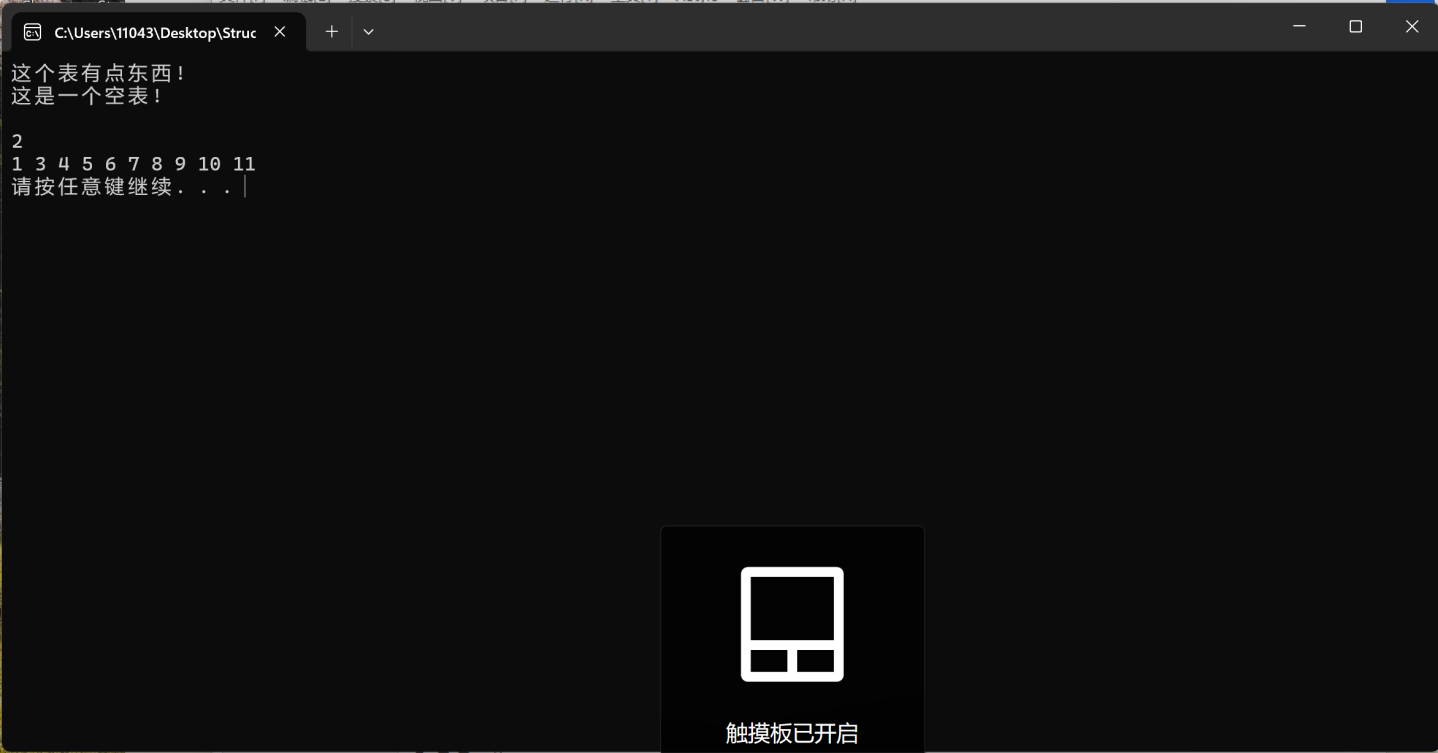 C:\Users\11043\Desktop\Struc
这个表有点东西!
这是一个空表!
2
1 3 4 5 6 7 8 9 10 11
请按任意键继续. . .
触摸板已开启